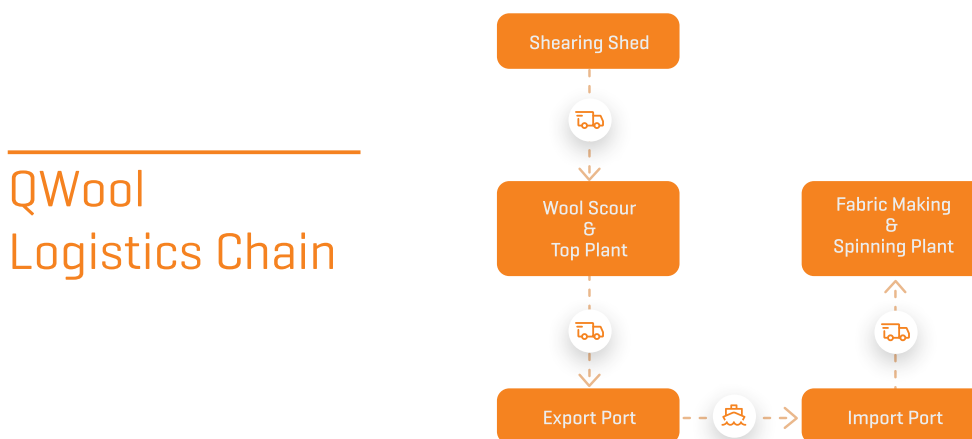 QWool
Logistics Chain
Shearing Shed
Wool Scour
&
Top Plant
Export Port
Import Port
Fabric Making
&
Spinning Plant